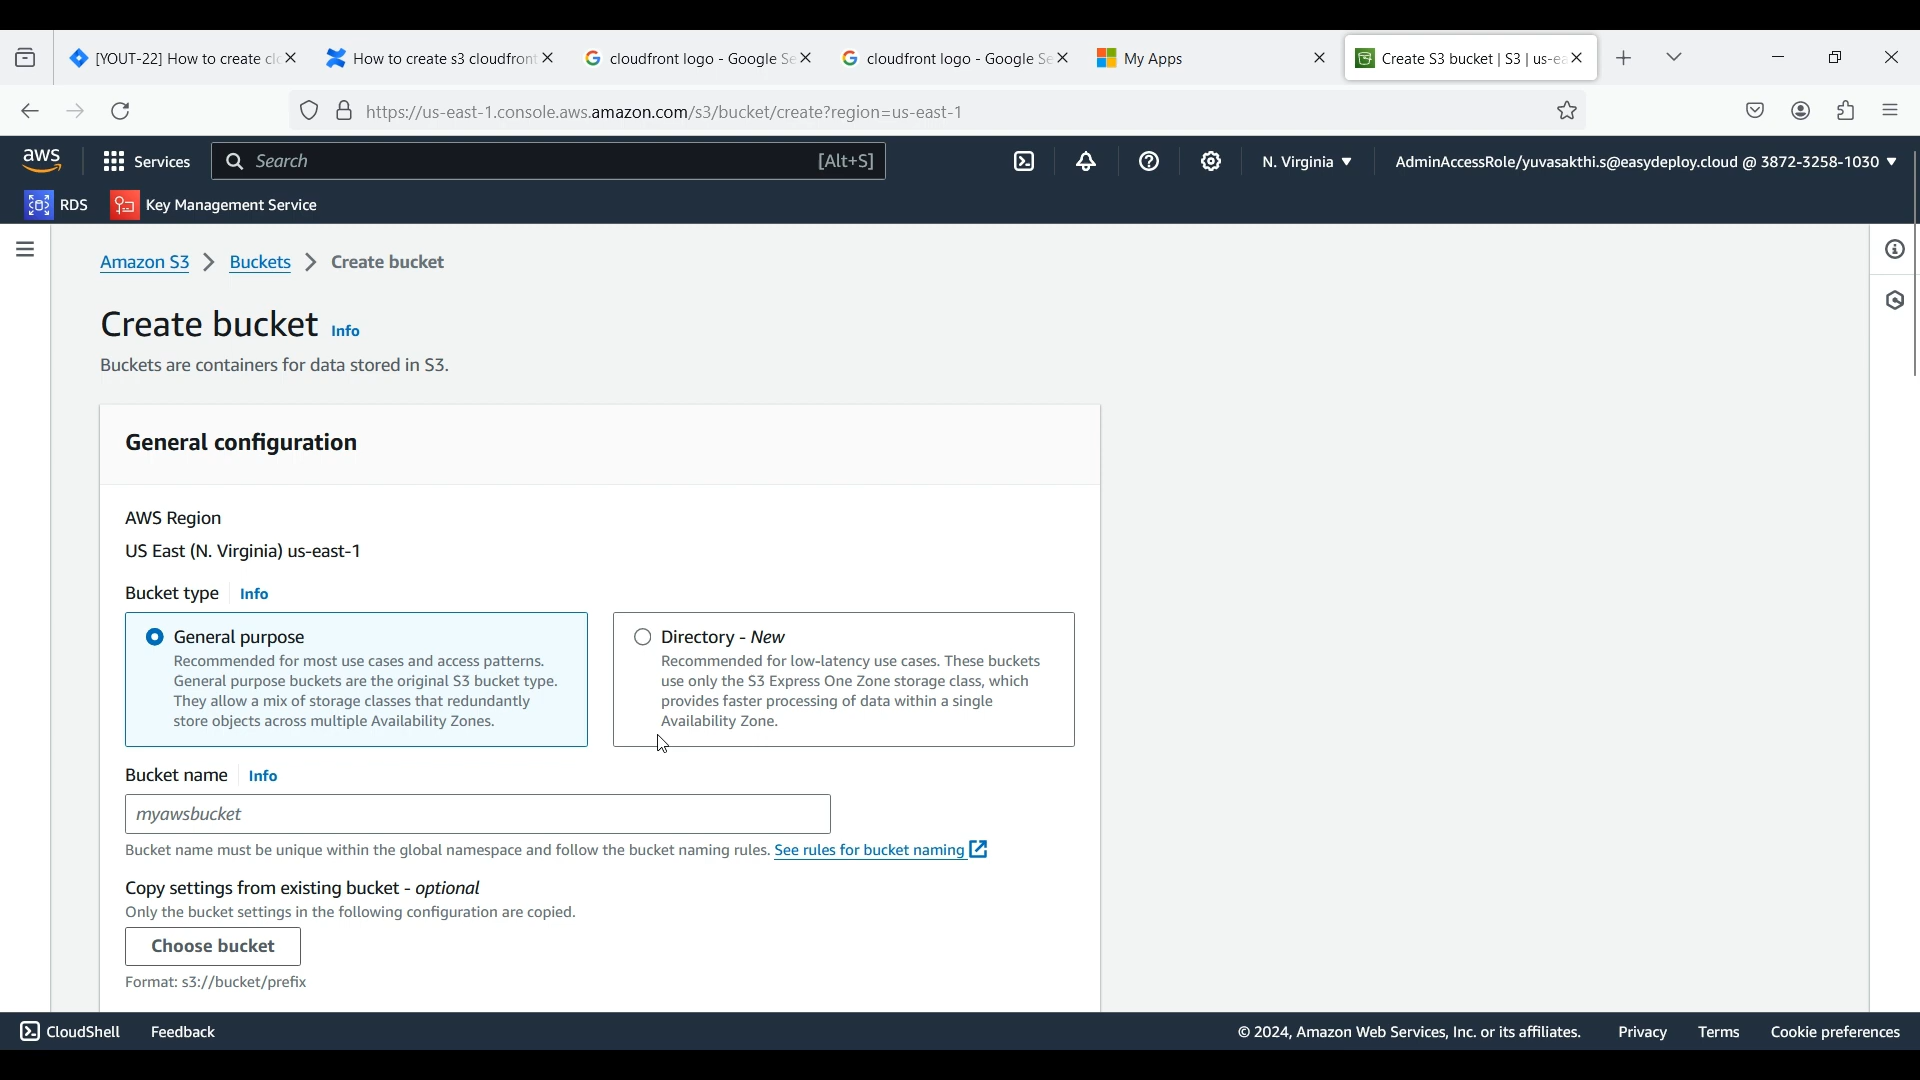 [YOUT-22] How to create cl
How to create s3 cloudfront
cloudfront logo - Google Se
cloudfront logo - Google Se
My Apps
Create S3 bucket | S3 | us-ea
https://us-east-1.console.aws.amazon.com/s3/bucket/create?region=us-east-1
aws
Services
Search
[Alt+S]
N. Virginia
AdminAccessRole/yuvasakthi.s@easydeploy.cloud @ 3872-3258-1030
RDS
Key Management Service
Amazon S3
Buckets
Create bucket
Create bucket Info
Buckets are containers for data stored in S3.
General configuration
AWS Region
US East (N. Virginia) us-east-1
Bucket type Info
General purpose
Recommended for most use cases and access patterns.
General purpose buckets are the original S3 bucket type.
They allow a mix of storage classes that redundantly
store objects across multiple Availability Zones.
Directory - New
Recommended for low-latency use cases. These buckets
use only the S3 Express One Zone storage class, which
provides faster processing of data within a single
Availability Zone.
Bucket name Info
myawsbucket
Bucket name must be unique within the global namespace and follow the bucket naming rules. See rules for bucket naming
Copy settings from existing bucket - optional
Only the bucket settings in the following configuration are copied.
Choose bucket
Format: s3://bucket/prefix
CloudShell
Feedback
© 2024, Amazon Web Services, Inc. or its affiliates.
Privacy
Terms
Cookie preferences